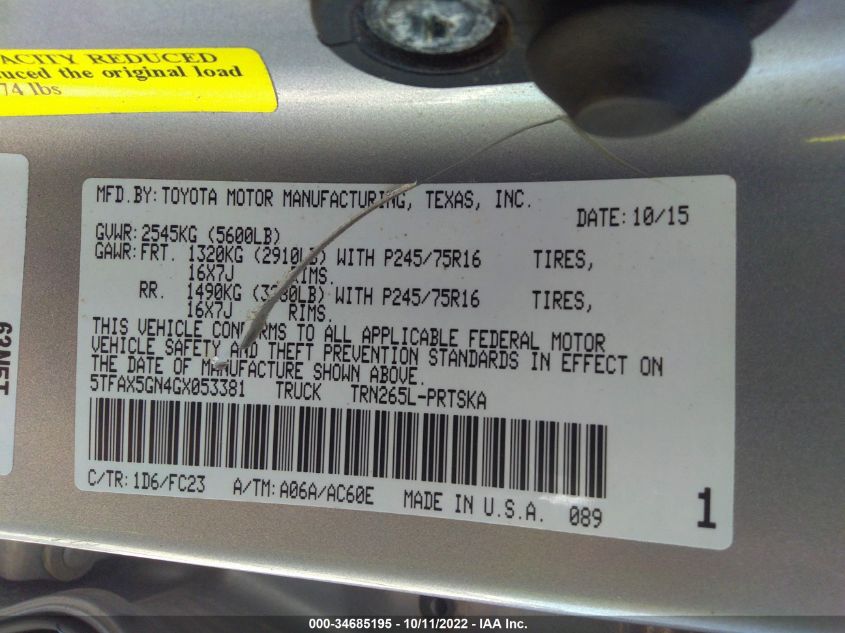 ACITY REDUCED
uced the original load
74 lbs
MFD.BY: TOYOTA MOTOR MANUFACTURING, TEXAS, INC.
DATE: 10/15
GVWR: 2545KG (5600LB)
GAWR: FRT. 1320KG (2910LB) WITH P245/75R16 TIRES,
16X7J RIMS.
RR. 1490KG (3280LB) WITH P245/75R16 TIRES,
16X7J RIMS.
THIS VEHICLE CONFORMS TO ALL APPLICABLE FEDERAL MOTOR
VEHICLE SAFETY AND THEFT PREVENTION STANDARDS IN EFFECT ON
THE DATE OF MANUFACTURE SHOWN ABOVE.
5TFAX5GN4GX053381 TRUCK TRN265L-PRTSKA
C/TR: 1D6/FC23 A/TM: A06A/AC60E MADE IN U.S.A. 089
1
62N5T
000-34685195 - 10/11/2022 - IAA Inc.